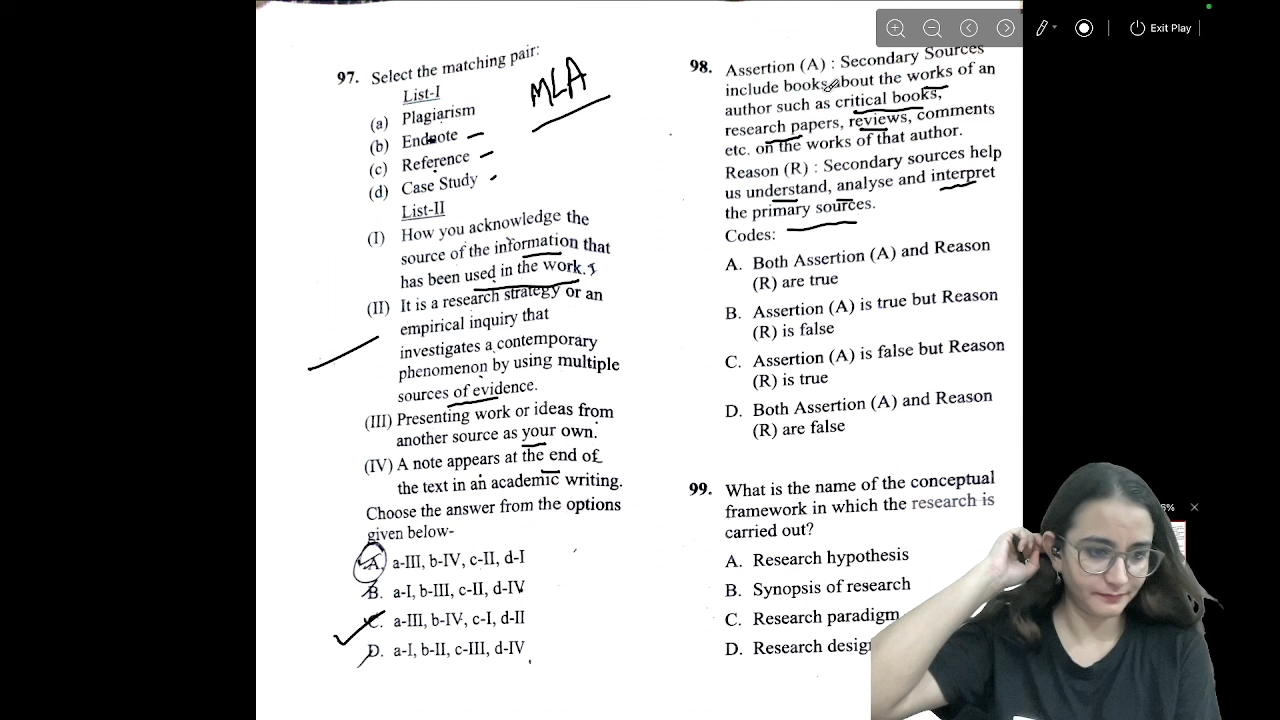 Exit Play
97. Select the matching pair:
List-I
MLA
(a) Plagiarism
(b) Endnote
(c) Reference
(d) Case Study
List-II
(I) How you acknowledge the
source of the information that
has been used in the work.
(II) It is a research strategy or an
empirical inquiry that
investigates a contemporary
phenomenon by using multiple
sources of evidence.
(III) Presenting work or ideas from
another source as your own.
(IV) A note appears at the end of
the text in an academic writing.
Choose the answer from the options
given below-
A. a-III, b-IV, c-II, d-I
B. a-I, b-III, c-II, d-IV
C. a-III, b-IV, c-I, d-II
D. a-I, b-II, c-III, d-IV
98. Assertion (A) : Secondary Sources
include books about the works of an
author such as critical books,
research papers, reviews, comments
etc. on the works of that author.
Reason (R) : Secondary sources help
us understand, analyse and interpret
the primary sources.
Codes:
A. Both Assertion (A) and Reason
(R) are true
B. Assertion (A) is true but Reason
(R) is false
C. Assertion (A) is false but Reason
(R) is true
D. Both Assertion (A) and Reason
(R) are false
99. What is the name of the conceptual
framework in which the research is
carried out?
A. Research hypothesis
B. Synopsis of research
C. Research paradigm
D. Research